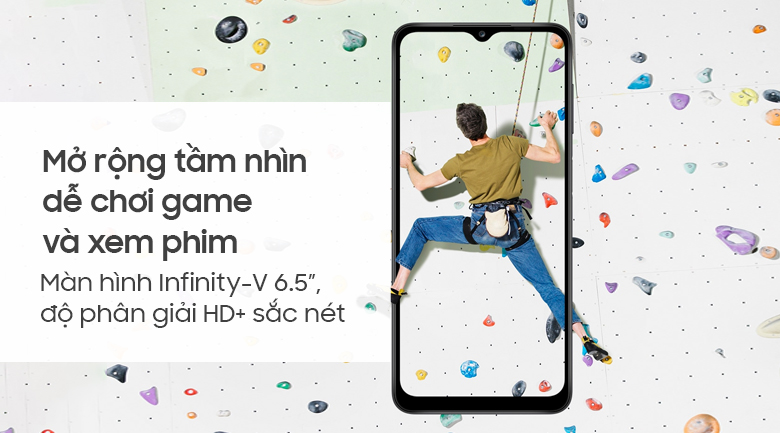 Mở rộng tầm nhìn
dễ chơi game
và xem phim
Màn hình Infinity-V 6.5″,
độ phân giải HD+ sắc nét